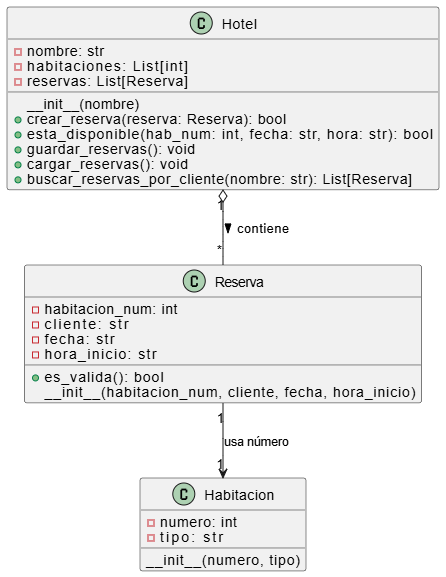 C Hotel
nombre: str
habitaciones: List[int]
reservas: List[Reserva]
__init__(nombre)
crear_reserva(reserva: Reserva): bool
esta_disponible(hab_num: int, fecha: str, hora: str): bool
guardar_reservas(): void
cargar_reservas(): void
buscar_reservas_por_cliente(nombre: str): List[Reserva]
1
contiene
*
C Reserva
habitacion_num: int
cliente: str
fecha: str
hora_inicio: str
es_valida(): bool
__init__(habitacion_num, cliente, fecha, hora_inicio)
1
usa número
1
C Habitacion
numero: int
tipo: str
__init__(numero, tipo)